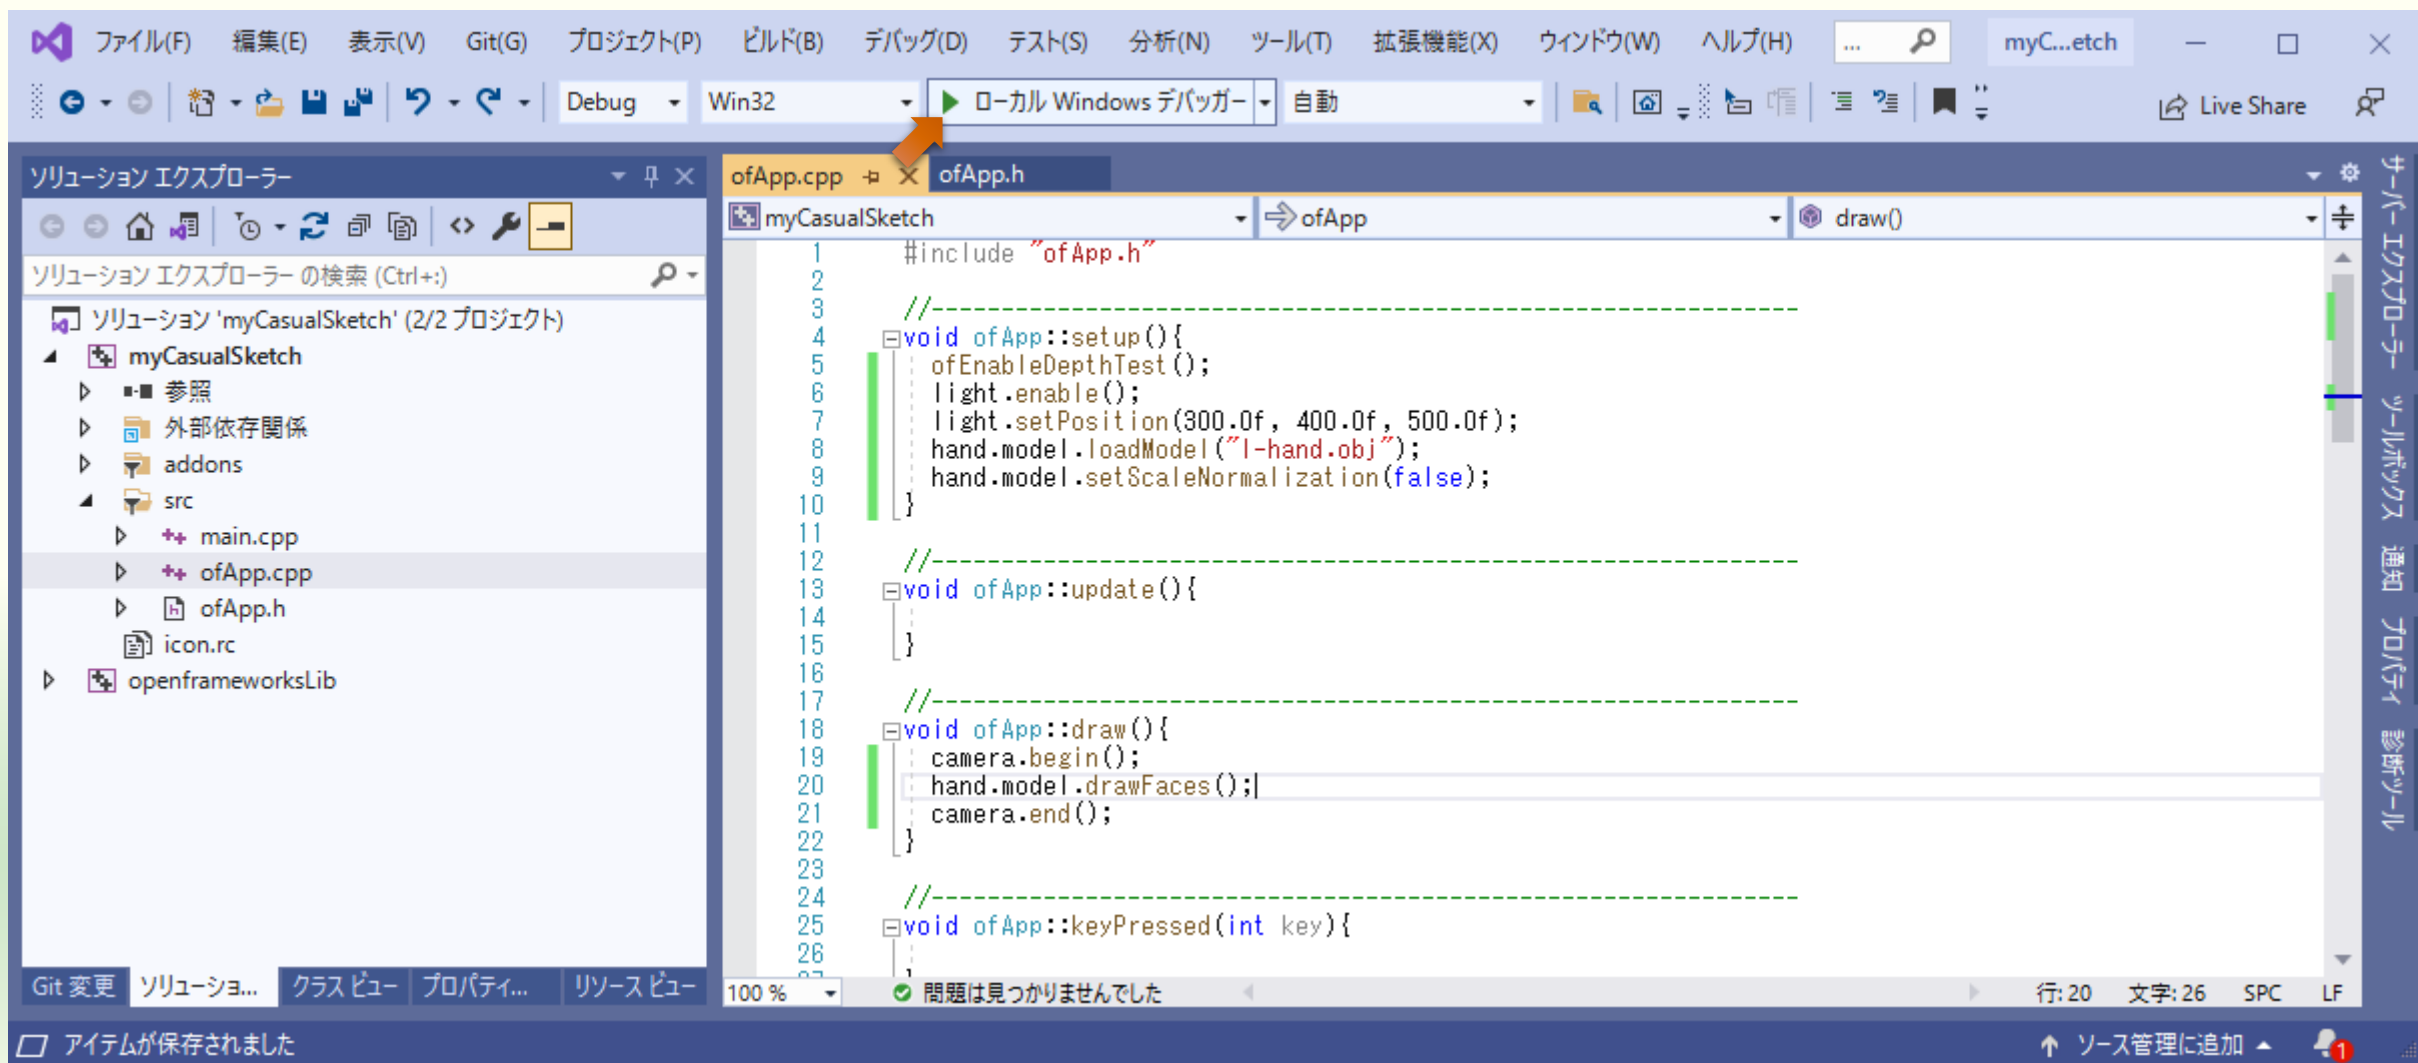 ファイル(F) 編集(E) 表示(V) Git(G) プロジェクト(P) ビルド(B) デバッグ(D) テスト(S) 分析(N) ツール(T) 拡張機能(X) ウィンドウ(W) ヘルプ(H) ... myC...etch
Debug Win32 ローカル Windows デバッガー 自動 Live Share
ソリューション エクスプローラー
ソリューション エクスプローラー の検索 (Ctrl+:)
ソリューション 'myCasualSketch' (2/2 プロジェクト)
myCasualSketch
参照
外部依存関係
addons
src
main.cpp
ofApp.cpp
ofApp.h
icon.rc
openframeworksLib
Git 変更 ソリューショ... クラス ビュー プロパティ... リソース ビュー
ofApp.cpp ofApp.h
myCasualSketch ofApp draw()
1 #include "ofApp.h"
2
3 //--------------------------------------------------------------
4 void ofApp::setup(){
5 ofEnableDepthTest();
6 light.enable();
7 light.setPosition(300.0f, 400.0f, 500.0f);
8 hand.model.loadModel("l-hand.obj");
9 hand.model.setScaleNormalization(false);
10 }
11
12 //--------------------------------------------------------------
13 void ofApp::update(){
14
15 }
16
17 //--------------------------------------------------------------
18 void ofApp::draw(){
19 camera.begin();
20 hand.model.drawFaces();
21 camera.end();
22 }
23
24 //--------------------------------------------------------------
25 void ofApp::keyPressed(int key){
26
27 }
100 % 問題は見つかりませんでした 行: 20 文字: 26 SPC LF
サーバー エクスプローラー
ツールボックス
通知
プロパティ
診断ツール
アイテムが保存されました ソース管理に追加 1